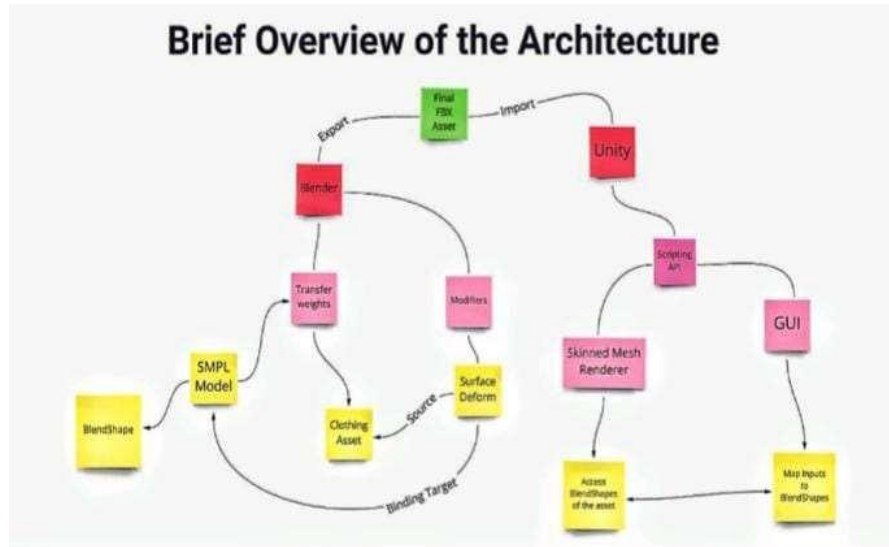 Brief Overview of the Architecture
Final
FBX
Asset
Export
Import
Unity
Blender
Scripting
API
Transfer
weights
Modifiers
GUI
Skinned Mesh
Renderer
SMPL
Model
Surface
Deform
BlendShape
Source
Clothing
Asset
Binding Target
Access
BlendShapes
of the asset
Map Inputs
to
BlendShapes